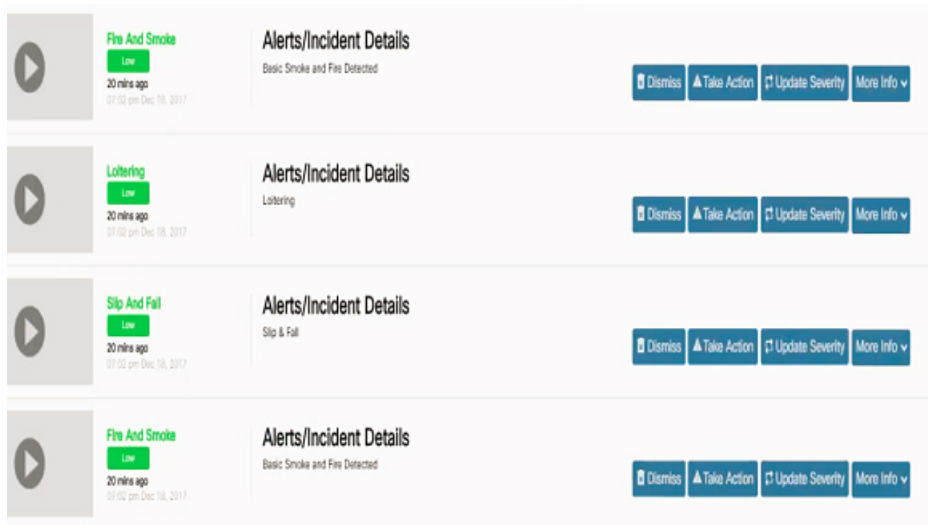 Fire And Smoke
Low
20 mins ago
07:02 pm Dec 18, 2017
Alerts/Incident Details
Basic Smoke and Fire Detected
Dismiss Take Action Update Severity More Info
Loitering
Low
20 mins ago
07:02 pm Dec 18, 2017
Alerts/Incident Details
Loitering
Dismiss Take Action Update Severity More Info
Slip And Fall
Low
20 mins ago
07:02 pm Dec 18, 2017
Alerts/Incident Details
Slip & Fall
Dismiss Take Action Update Severity More Info
Fire And Smoke
Low
20 mins ago
07:02 pm Dec 18, 2017
Alerts/Incident Details
Basic Smoke and Fire Detected
Dismiss Take Action Update Severity More Info